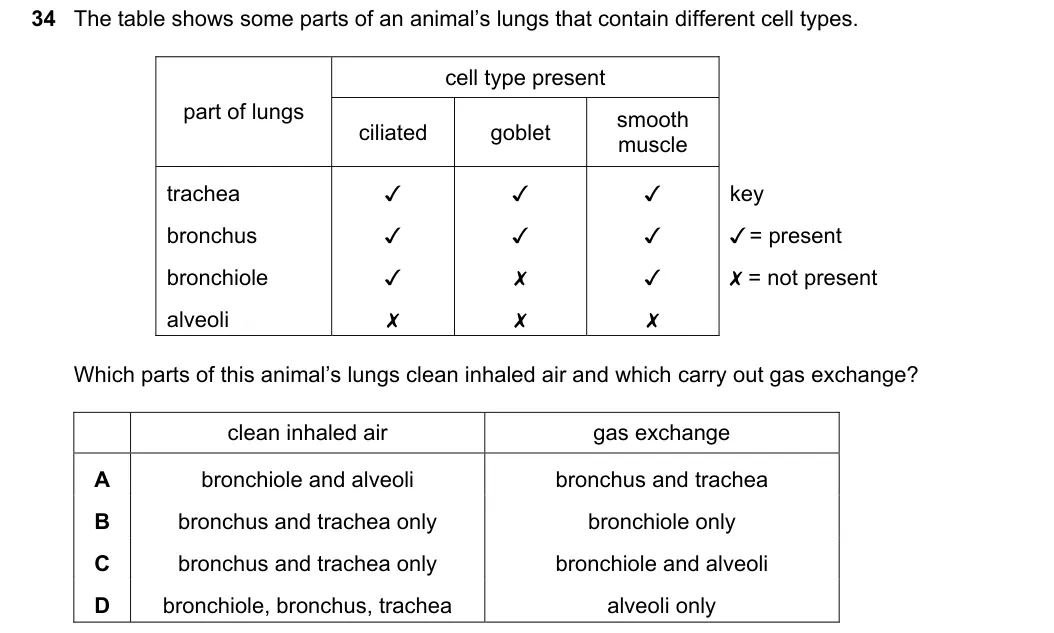 34 The table shows some parts of an animal's lungs that contain different cell types.
part of lungs
cell type present
ciliated goblet smooth muscle
trachea ✓ ✓ ✓ key
bronchus ✓ ✓ ✓ ✓ = present
bronchiole ✓ ✗ ✓ ✗ = not present
alveoli ✗ ✗ ✗
Which parts of this animal's lungs clean inhaled air and which carry out gas exchange?
clean inhaled air gas exchange
A bronchiole and alveoli bronchus and trachea
B bronchus and trachea only bronchiole only
C bronchus and trachea only bronchiole and alveoli
D bronchiole, bronchus, trachea alveoli only